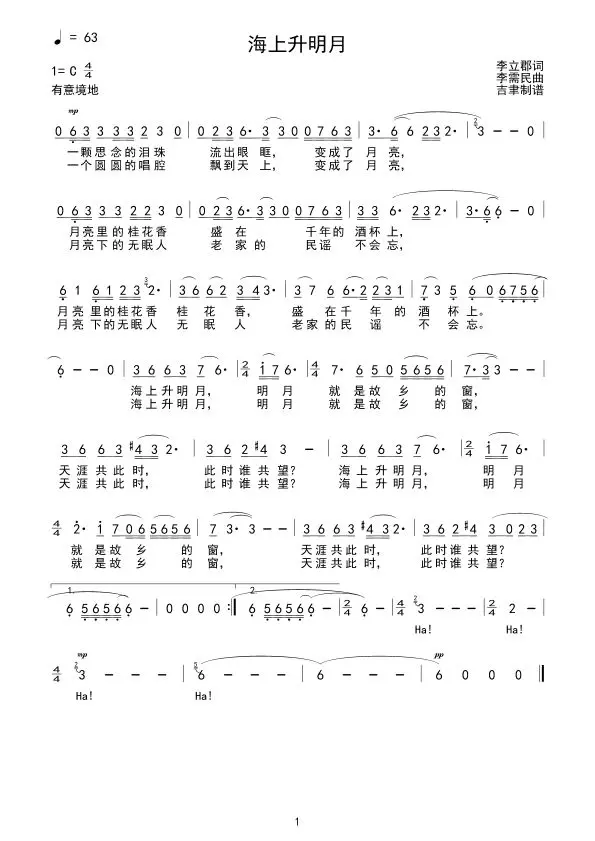 ♩ = 63
海上升明月
1= C 4/4
李立郡词
李需民曲
有意境地
吉聿制谱
mp
0 6 3 3 3 3 2 3 0 | 0 2 3 6· 3 3 0 0 7 6 3 | 3· 6 6 2 3 2· | 3 — — 0 |
一颗思念的泪珠 流出眼眶， 变成了月亮，
一个圆圆的唱腔 飘到天上， 变成了月亮，
0 6 3 3 3 3 2 2 3 0 | 0 2 3 6· 3 3 0 0 7 6 3 | 3 3 6· 2 3 2· | 3· 6 6 — 0 |
月亮里的桂花香 盛在 千年的酒杯上，
月亮下的无眠人 老家的 民谣不会忘，
6 1 6 1 2 3 2· | 3 6 6 2 3 4 3· | 3 7 6 6· 2 2 3 1 | 7 3 5 6 0 6 7 5 6 |
月亮里的桂花香 桂花香， 盛在千年的酒杯上。
月亮下的无眠人 无眠人 老家的民谣不会忘。
6 — — 0 | 3 6 6 3 7 6· | 2/4 i 7 6· | 4/4 7· 6 5 0 5 6 5 6 | 7· 3 3 — — |
海上升明月， 明月 就是故乡的窗，
海上升明月， 明月 就是故乡的窗，
3 6 6 3 #4 3 2· | 3 6 2 #4 3 — | 3 6 6 3 7 6· | 2/4 i 7 6· |
天涯共此时， 此时谁共望？ 海上升明月， 明月
天涯共此时， 此时谁共望？ 海上升明月， 明月
4/4 2· i 7 0 6 5 6 5 6 | 7 3· 3 — | 3 6 6 3 #4 3 2· | 3 6 2 #4 3 0 2 3 |
就是故乡的窗， 天涯共此时， 此时谁共望？
就是故乡的窗， 天涯共此时， 此时谁共望？
1. 2.
6 5 6 5 6 6 — | 0 0 0 0 :| 6 5 6 5 6 6 — | 2/4 6 — | 4/4 3 — — — | 2/4 2 — |
Ha! Ha!
mp pp
4/4 3 — — — | 6 — — — | 6 — — — | 6 0 0 0 ‖
Ha! Ha!
1